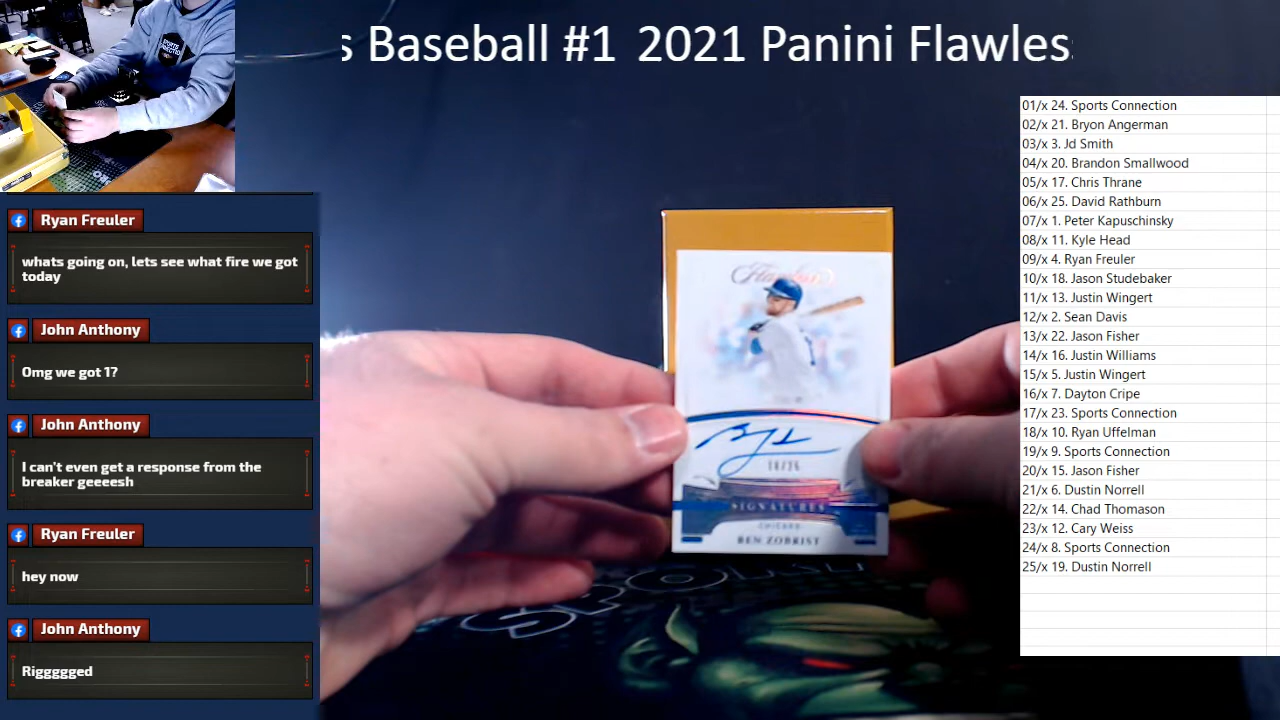 s Baseball #1 2021 Panini Flawles
SPORTS
CONNECTION
Ryan Freuler
whats going on, lets see what fire we got
today
John Anthony
Omg we got 1?
John Anthony
I can't even get a response from the
breaker geeeesh
Ryan Freuler
hey now
John Anthony
Riggggged
Flawless
SIGNATURES
CHICAGO
BEN ZOBRIST
01/x 24. Sports Connection
02/x 21. Bryon Angerman
03/x 3. Jd Smith
04/x 20. Brandon Smallwood
05/x 17. Chris Thrane
06/x 25. David Rathburn
07/x 1. Peter Kapuschinsky
08/x 11. Kyle Head
09/x 4. Ryan Freuler
10/x 18. Jason Studebaker
11/x 13. Justin Wingert
12/x 2. Sean Davis
13/x 22. Jason Fisher
14/x 16. Justin Williams
15/x 5. Justin Wingert
16/x 7. Dayton Cripe
17/x 23. Sports Connection
18/x 10. Ryan Uffelman
19/x 9. Sports Connection
20/x 15. Jason Fisher
21/x 6. Dustin Norrell
22/x 14. Chad Thomason
23/x 12. Cary Weiss
24/x 8. Sports Connection
25/x 19. Dustin Norrell